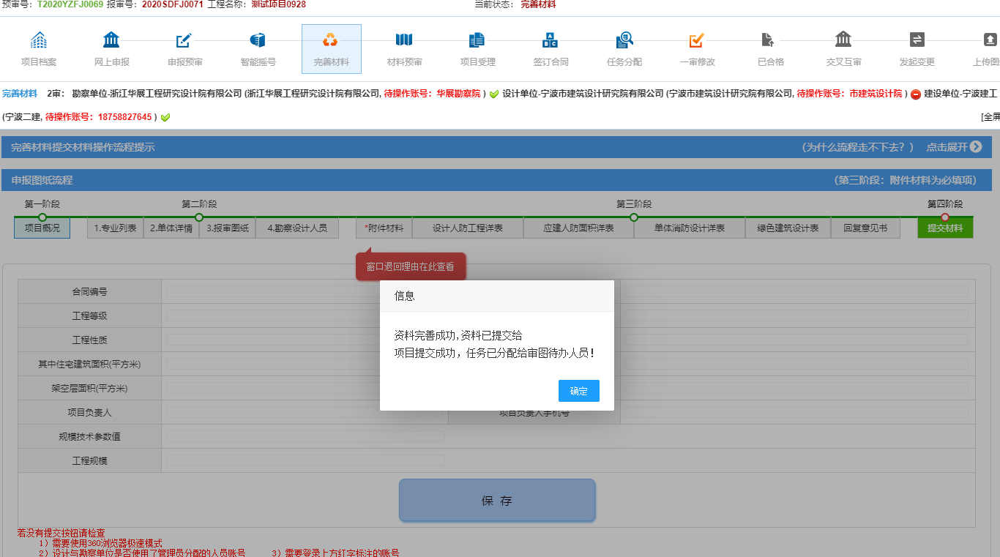 预审号: T2020YZFJ0069 报审号: 2020SDFJ0071 工程名称: 测试项目0928 当前状态: 完善材料
项目档案 网上申报 申报预审 智能摇号 完善材料 材料预审 项目受理 签订合同 任务分配 一审修改 已合格 交叉互审 发起变更 上传图
完善材料 2审: 勘察单位-浙江华展工程研究设计院有限公司 (浙江华展工程研究设计院有限公司, 待操作账号: 华展勘察院 ) 设计单位-宁波市建筑设计研究院有限公司 (宁波市建筑设计研究院有限公司, 待操作账号: 市建筑设计院 ) 建设单位-宁波建工
(宁波二建, 待操作账号: 18758827645 ) [全屏
完善材料提交材料操作流程提示 (为什么流程走不下去? ) 点击展开
申报图纸流程 (第三阶段: 附件材料为必填项)
第一阶段 第二阶段 第三阶段 第四阶段
项目概况 1.专业列表 2.单体详情 3.报审图纸 4.勘察设计人员 *附件材料 设计人防工程详表 应建人防面积详表 单体消防设计详表 绿色建筑设计表 回复意见书 提交材料
窗口退回理由在此查看
合同编号
工程等级
工程性质
其中住宅建筑面积(平方米)
架空层面积(平方米)
项目负责人 项目负责人手机号
规模技术参数值
工程规模
信息
资料完善成功,资料已提交给
项目提交成功，任务已分配给审图待办人员!
确定
保 存
若没有提交按钮请检查
1) 需要使用360浏览器极速模式
2) 设计与勘察单位是否使用了管理员分配的人员账号 3) 需要登录上方红字标注的账号